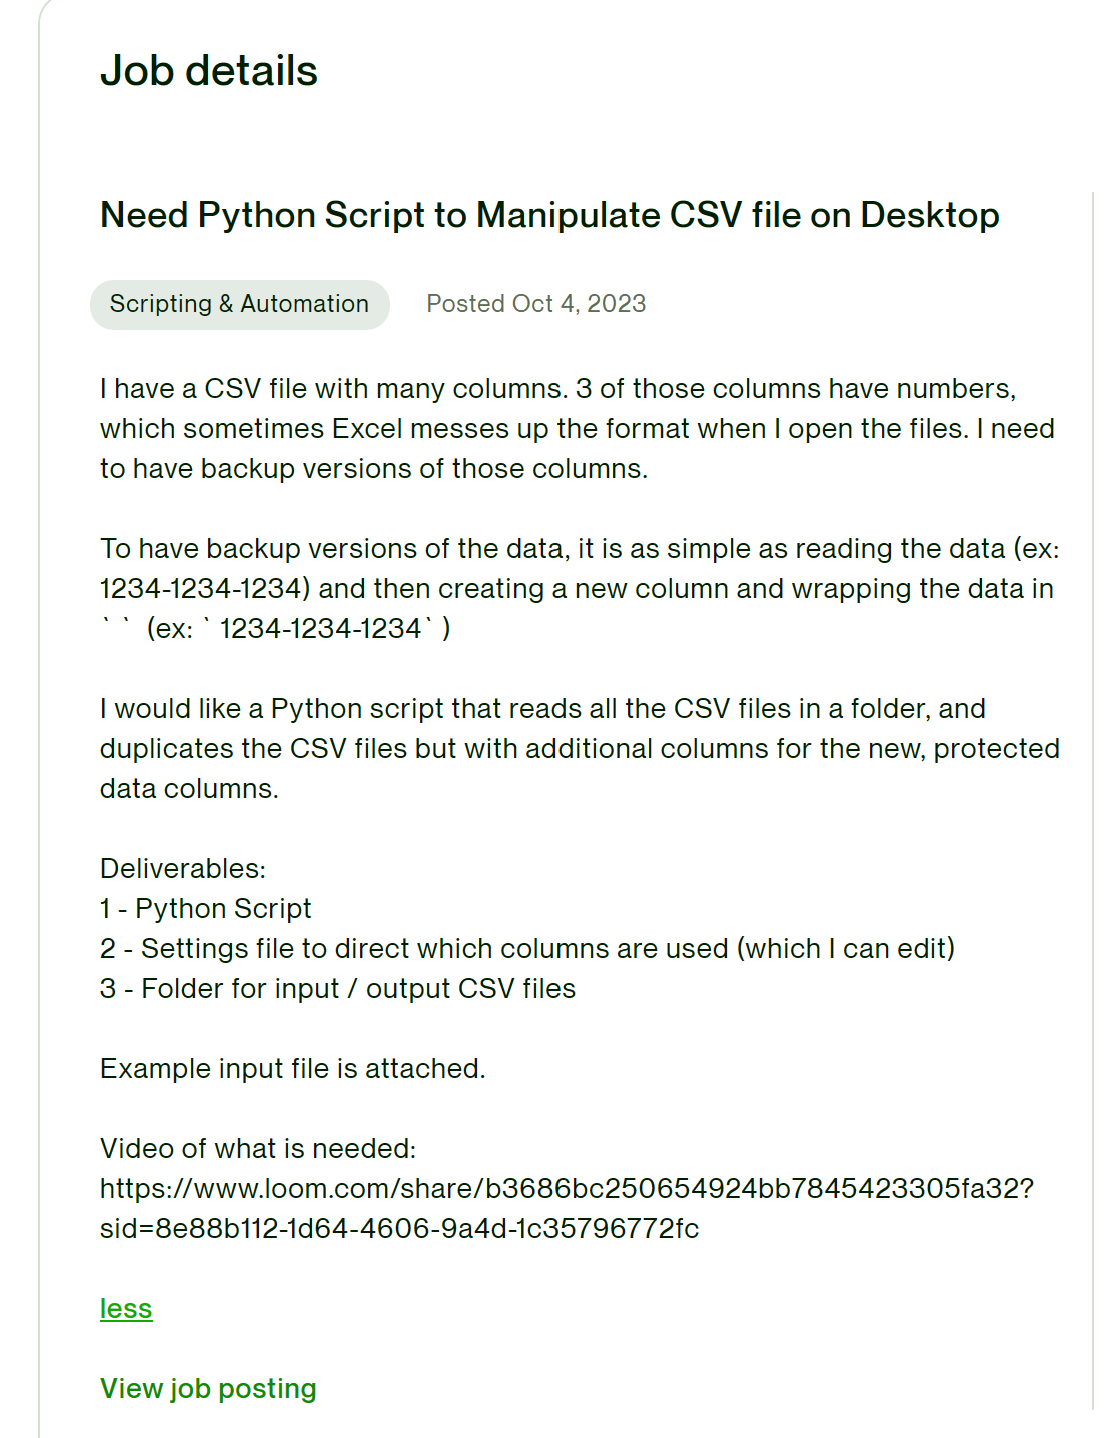 Job details
Need Python Script to Manipulate CSV file on Desktop
Scripting & Automation Posted Oct 4, 2023
I have a CSV file with many columns. 3 of those columns have numbers,
which sometimes Excel messes up the format when I open the files. I need
to have backup versions of those columns.
To have backup versions of the data, it is as simple as reading the data (ex:
1234-1234-1234) and then creating a new column and wrapping the data in
` ` (ex: ` 1234-1234-1234` )
I would like a Python script that reads all the CSV files in a folder, and
duplicates the CSV files but with additional columns for the new, protected
data columns.
Deliverables:
1 - Python Script
2 - Settings file to direct which columns are used (which I can edit)
3 - Folder for input / output CSV files
Example input file is attached.
Video of what is needed:
https://www.loom.com/share/b3686bc250654924bb7845423305fa32?
sid=8e88b112-1d64-4606-9a4d-1c35796772fc
less
View job posting